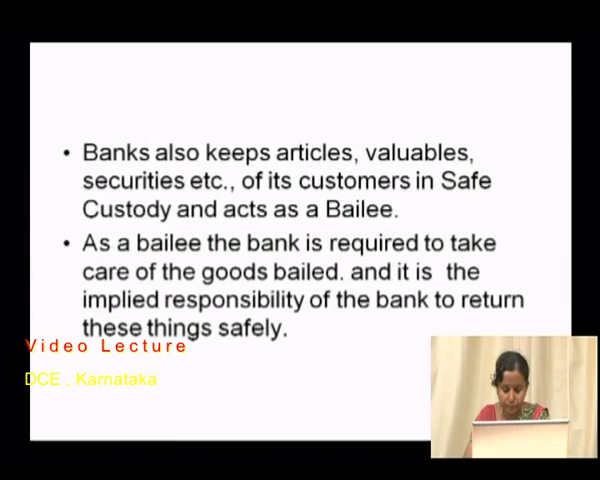 • Banks also keeps articles, valuables,
securities etc., of its customers in Safe
Custody and acts as a Bailee.
• As a bailee the bank is required to take
care of the goods bailed. and it is the
implied responsibility of the bank to return
these things safely.
Video Lecture
DCE , Karnataka